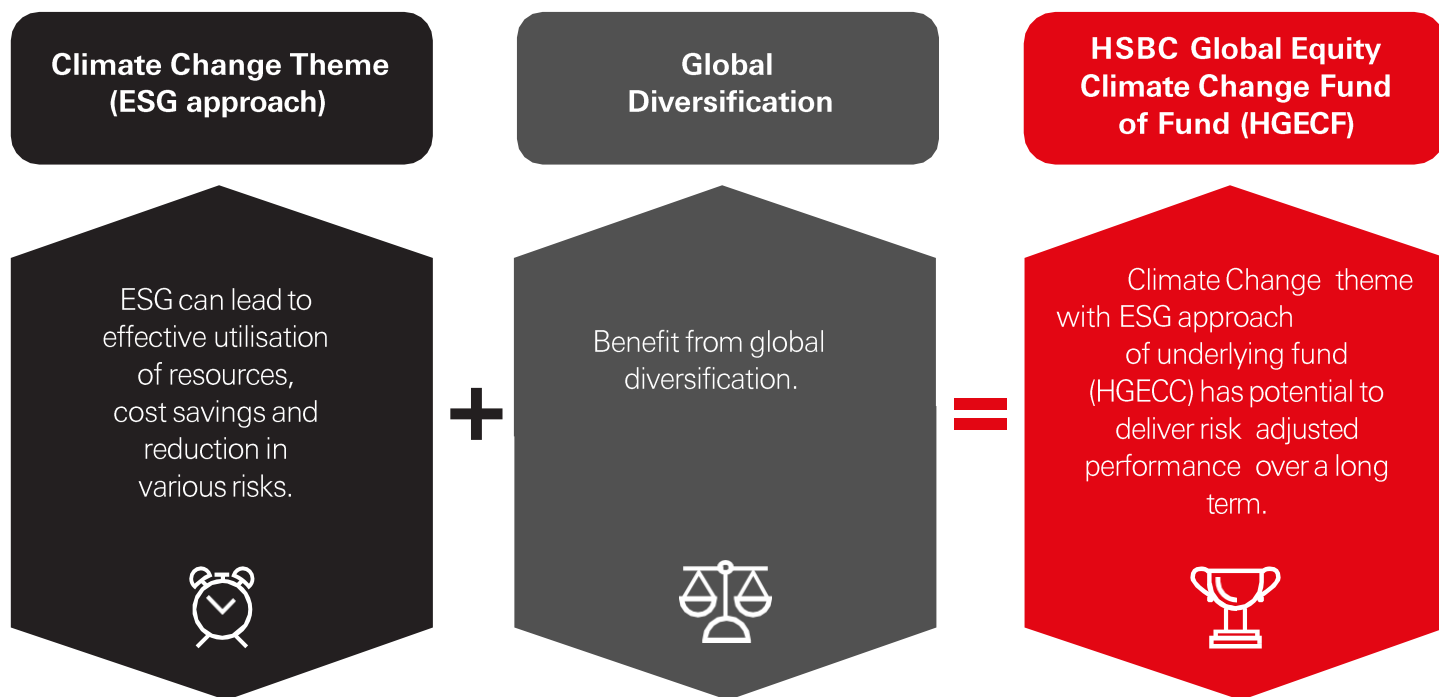 Climate Change Theme
(ESG approach)
ESG can lead to
effective utilisation
of resources,
cost savings and
reduction in
various risks.
+
Global
Diversification
Benefit from global
diversification.
=
HSBC Global Equity
Climate Change Fund
of Fund (HGECF)
Climate Change theme
with ESG approach
of underlying fund
(HGECC) has potential to
deliver risk adjusted
performance over a long
term.